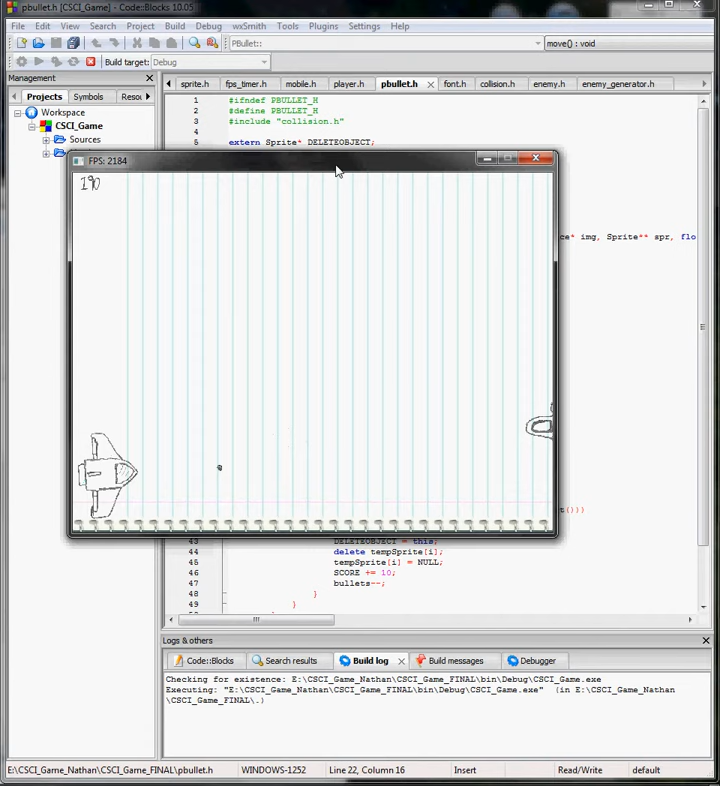 pbullet.h [CSCI_Game] - Code::Blocks 10.05
File Edit View Search Project Build Debug wxSmith Tools Plugins Settings Help
PBullet:: move() : void
Build target: Debug
Management
Projects Symbols Resou
Workspace
CSCI_Game
Sources
sprite.h fps_timer.h mobile.h player.h pbullet.h font.h collision.h enemy.h enemy_generator.h
1 #ifndef PBULLET_H
2 #define PBULLET_H
3 #include "collision.h"
4
5 extern Sprite* DELETEOBJECT;
FPS: 2184
190
ce* img, Sprite** spr, flo
t()))
43 DELETEOBJECT = this;
44 delete tempSprite[i];
45 tempSprite[i] = NULL;
46 SCORE += 10;
47 bullets--;
48 }
49 }
Logs & others
Code::Blocks Search results Build log Build messages Debugger
Checking for existence: E:\CSCI_Game_Nathan\CSCI_Game_FINAL\bin\Debug\CSCI_Game.exe
Executing: "E:\CSCI_Game_Nathan\CSCI_Game_FINAL\bin\Debug\CSCI_Game.exe" (in E:\CSCI_Game_Nathan
\CSCI_Game_FINAL\.)
E:\CSCI_Game_Nathan\CSCI_Game_FINAL\pbullet.h WINDOWS-1252 Line 22, Column 16 Insert Read/Write default